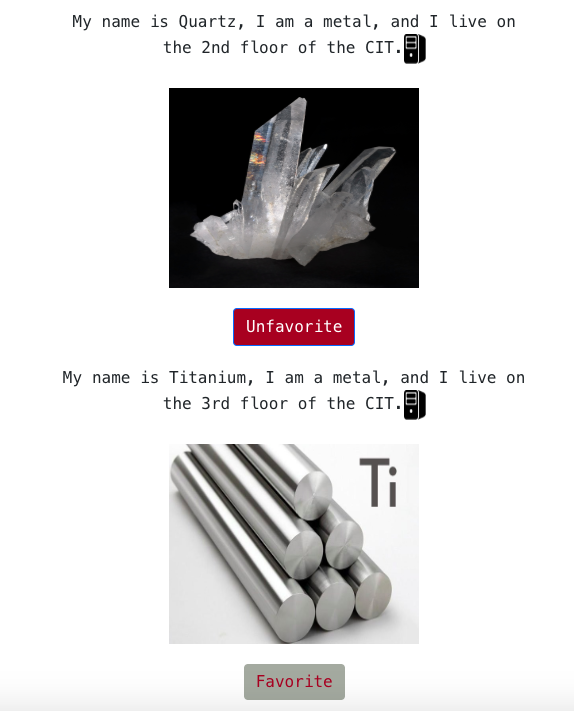 My name is Quartz, I am a metal, and I live on
the 2nd floor of the CIT.
Unfavorite
My name is Titanium, I am a metal, and I live on
the 3rd floor of the CIT.
Ti
Favorite